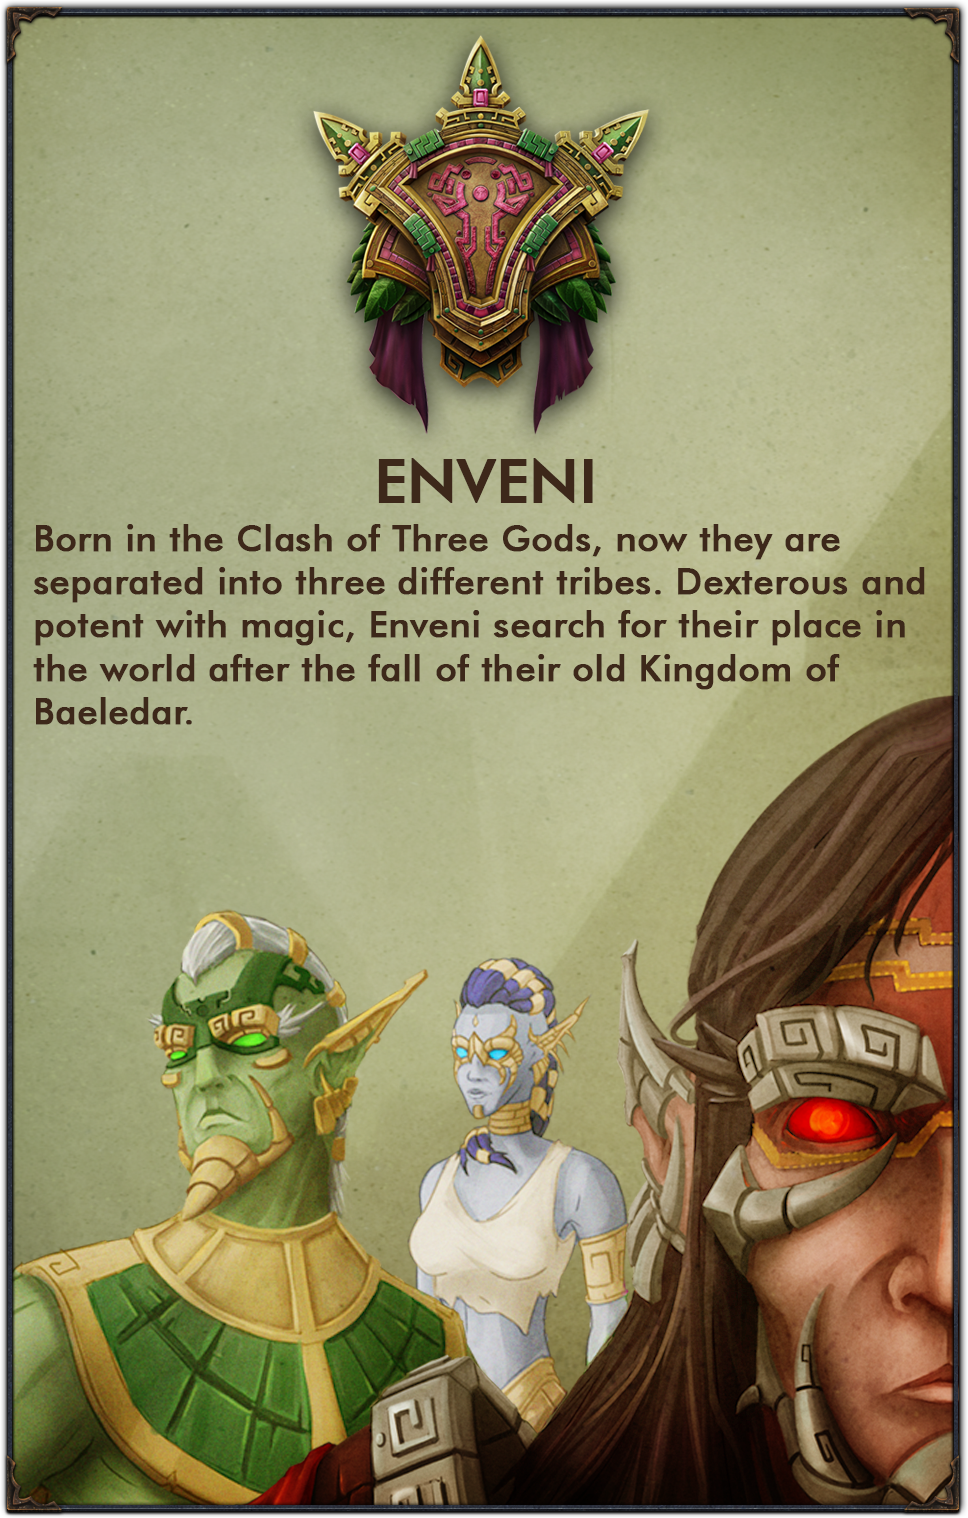 ENVENI
Born in the Clash of Three Gods, now they are
separated into three different tribes. Dexterous and
potent with magic, Enveni search for their place in
the world after the fall of their old Kingdom of
Baeledar.